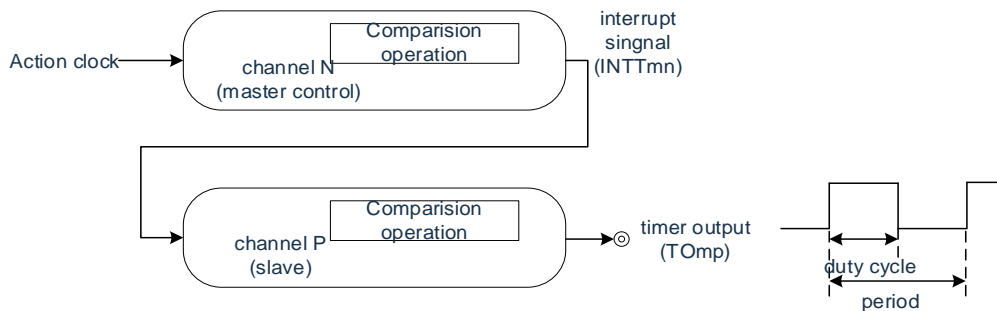 Action clock
Comparision
operation
channel N
(master control)
interrupt
singnal
(INTTmn)
Comparision
operation
channel P
(slave)
timer output
(TOmp)
duty cycle
period